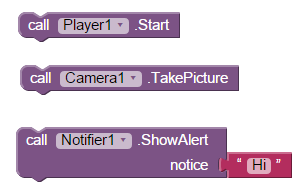 call Player1 .Start
call Camera1 .TakePicture
call Notifier1 .ShowAlert
notice " Hi "